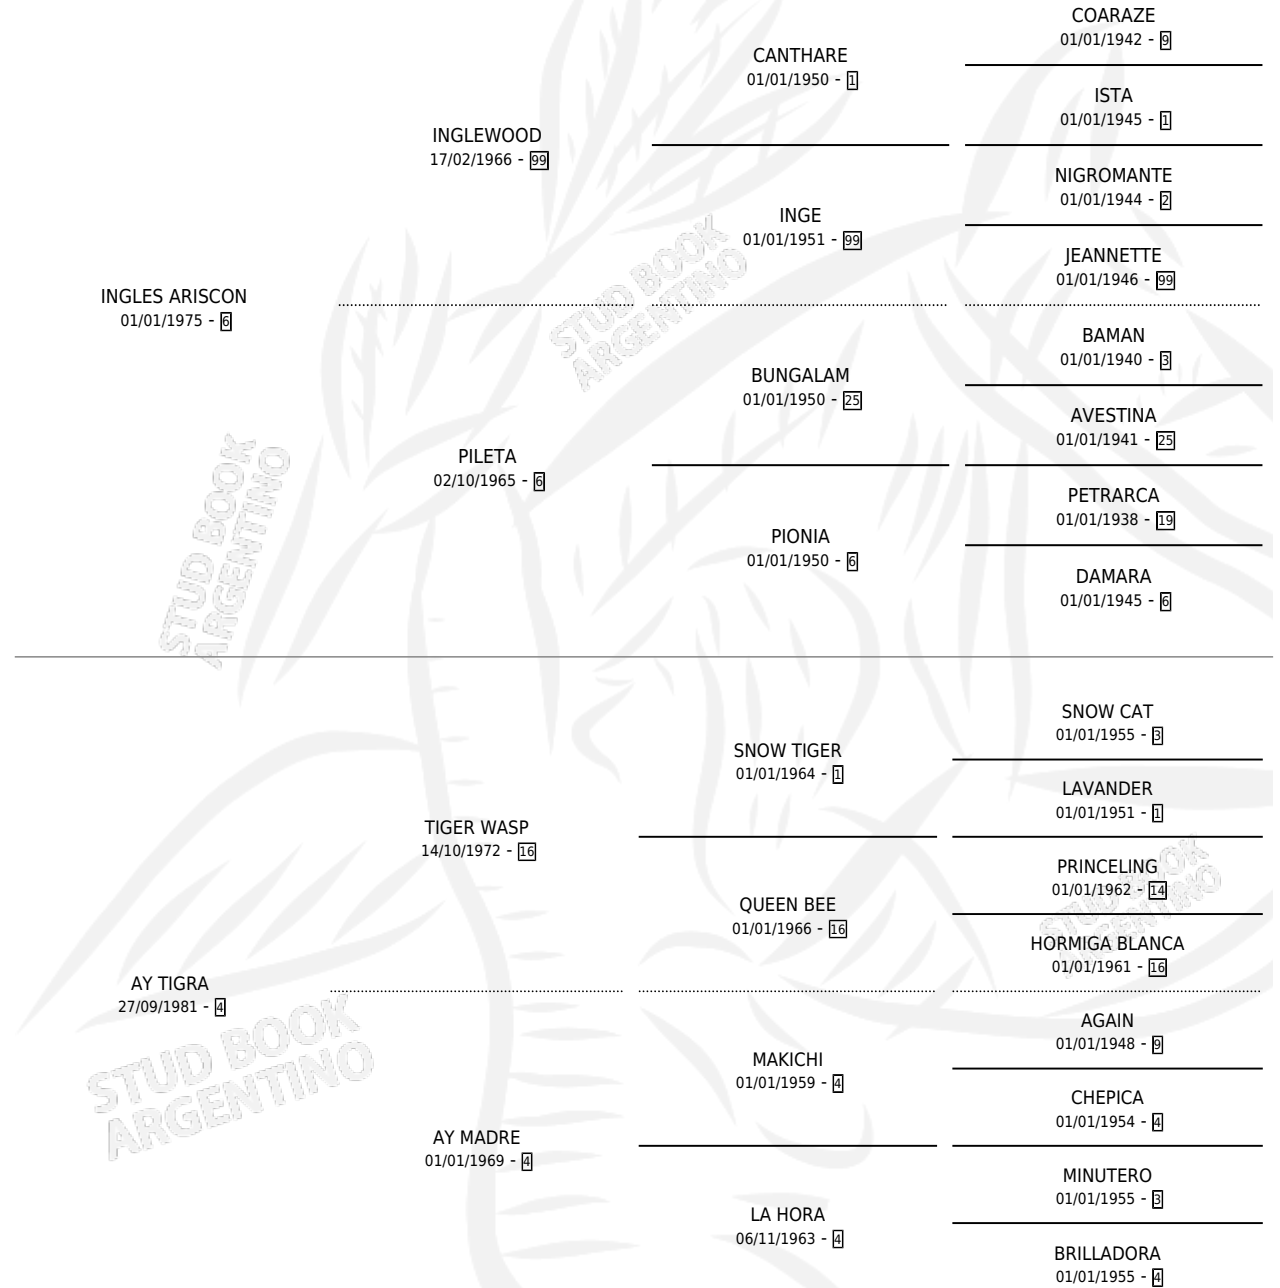 COARAZE
01/01/1942 - 9
CANTHARE
01/01/1950 - 1
ISTA
01/01/1945 - 1
INGLEWOOD
17/02/1966 - 99
NIGROMANTE
01/01/1944 - 2
INGE
01/01/1951 - 99
JEANNETTE
01/01/1946 - 99
INGLES ARISCON
01/01/1975 - 6
BAMAN
01/01/1940 - 3
BUNGALAM
01/01/1950 - 25
AVESTINA
01/01/1941 - 25
PILETA
02/10/1965 - 6
PETRARCA
01/01/1938 - 19
PIONIA
01/01/1950 - 6
DAMARA
01/01/1945 - 6
STUD BOOK
ARGENTINO
STUD BOOK
ARGENTINO
SNOW CAT
01/01/1955 - 3
SNOW TIGER
01/01/1964 - 1
LAVANDER
01/01/1951 - 1
TIGER WASP
14/10/1972 - 16
PRINCELING
01/01/1962 - 14
QUEEN BEE
01/01/1966 - 16
HORMIGA BLANCA
01/01/1961 - 16
STUD BOOK
ARGENTINO
AY TIGRA
27/09/1981 - 4
AGAIN
01/01/1948 - 9
MAKICHI
01/01/1959 - 4
CHEPICA
01/01/1954 - 4
AY MADRE
01/01/1969 - 4
MINUTERO
01/01/1955 - 3
LA HORA
06/11/1963 - 4
BRILLADORA
01/01/1955 - 4
STUD BOOK
ARGENTINO